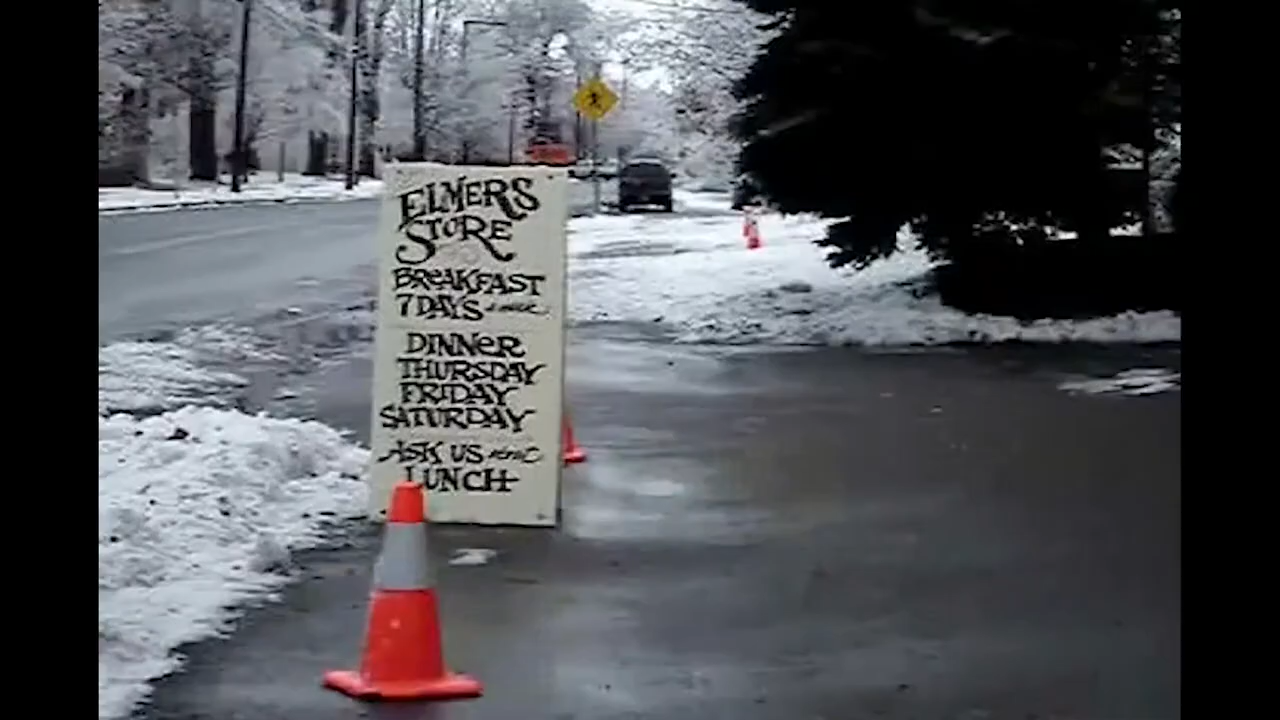 ELMERS
STORE
BREAKFAST
7 DAYS
DINNER
THURSDAY
FRIDAY
SATURDAY
ASK US
LUNCH